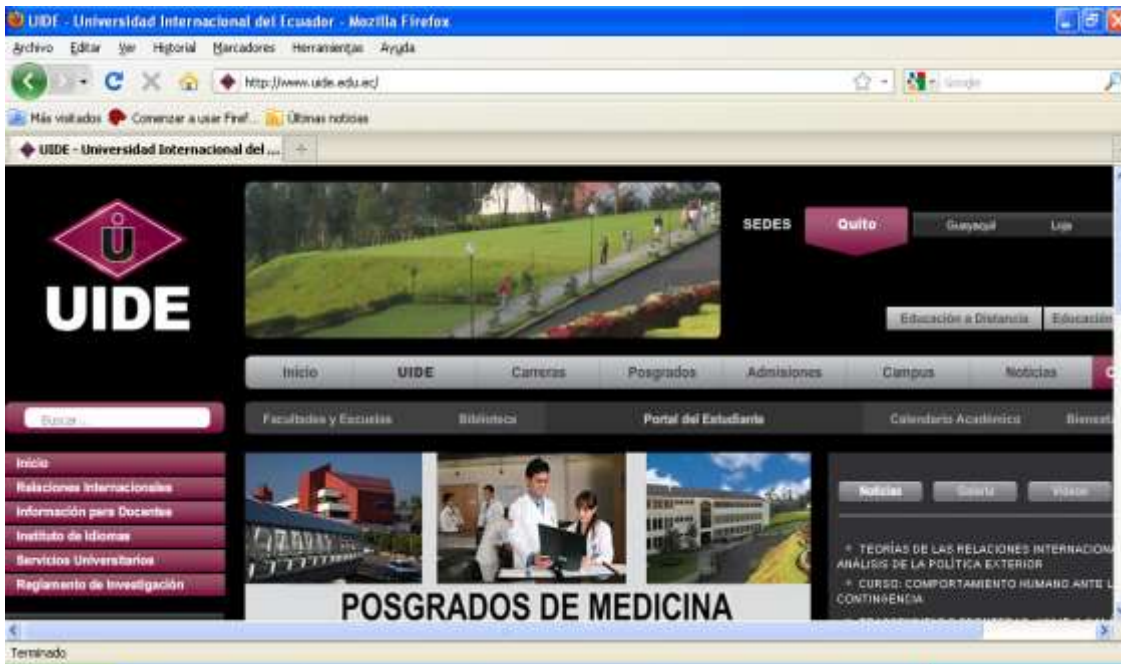 UIDE - Universidad Internacional del Ecuador - Mozilla Firefox
Archivo Editar Ver Historial Marcadores Herramientas Ayuda
http://www.uide.edu.ec/
Google
Más visitados Comenzar a usar Firef... Últimas noticias
UIDE - Universidad Internacional del ...
SEDES Quito Guayaquil Loja
UIDE
Educación a Distancia Educación
Inicio UIDE Carreras Posgrados Admisiones Campus Noticias
Buscar ...
Facultades y Escuelas Biblioteca Portal del Estudiante Calendario Académico Bienest
Inicio
Relaciones Internacionales
Información para Docentes
Instituto de Idiomas
Servicios Universitarios
Reglamento de Investigación
POSGRADOS DE MEDICINA
Noticias Galería Videos
TEORÍAS DE LAS RELACIONES INTERNACIONA
ANÁLISIS DE LA POLÍTICA EXTERIOR
CURSO: COMPORTAMIENTO HUMANO ANTE L
CONTINGENCIA
Terminado